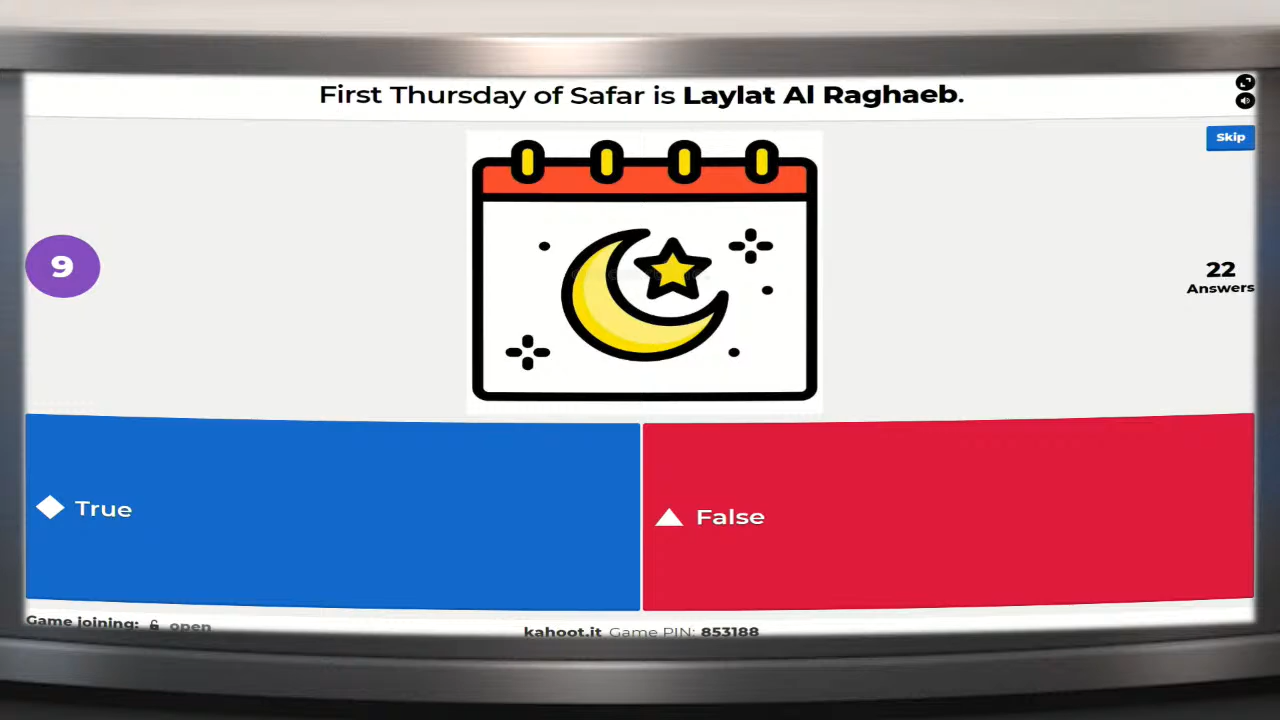 First Thursday of Safar is Laylat Al Raghaeb.
Skip
9
22
Answers
True
False
Game joining: open
kahoot.it Game PIN: 853188